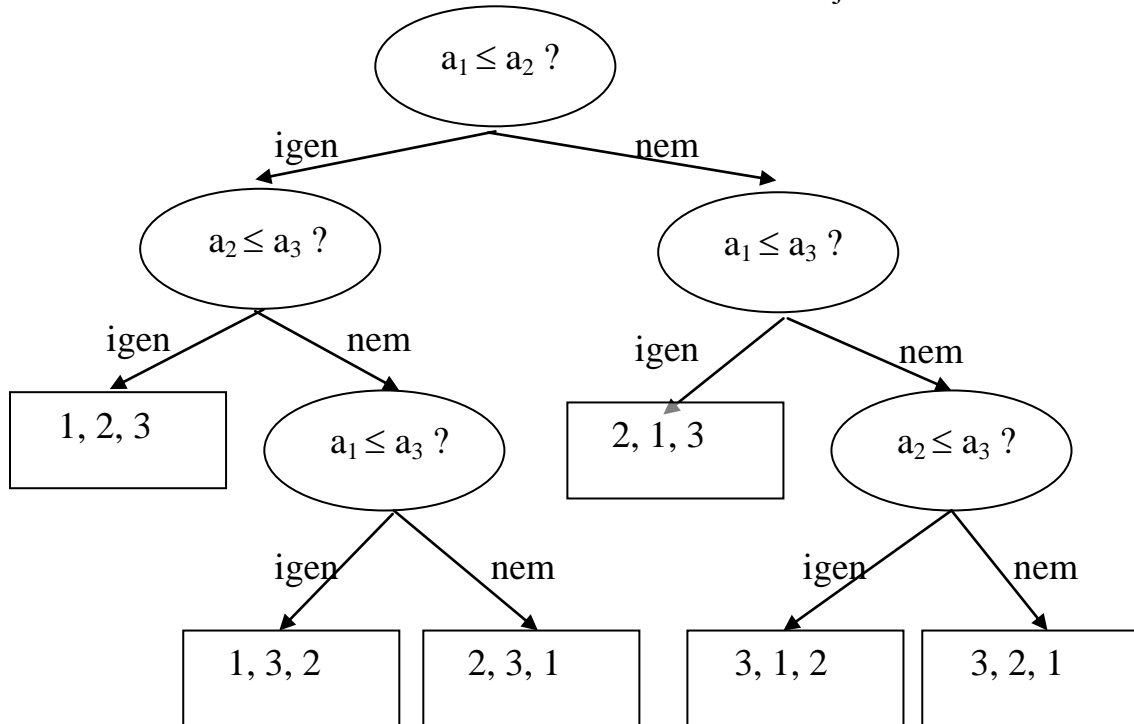 a₁ ≤ a₂ ?
igen
nem
a₂ ≤ a₃ ?
a₁ ≤ a₃ ?
igen
nem
igen
nem
1, 2, 3
a₁ ≤ a₃ ?
2, 1, 3
a₂ ≤ a₃ ?
igen
nem
igen
nem
1, 3, 2
2, 3, 1
3, 1, 2
3, 2, 1